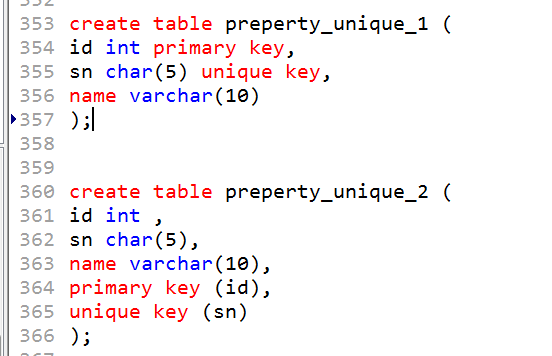 353 create table preperty_unique_1 (
354 id int primary key,
355 sn char(5) unique key,
356 name varchar(10)
357 );
358
359
360 create table preperty_unique_2 (
361 id int ,
362 sn char(5),
363 name varchar(10),
364 primary key (id),
365 unique key (sn)
366 );